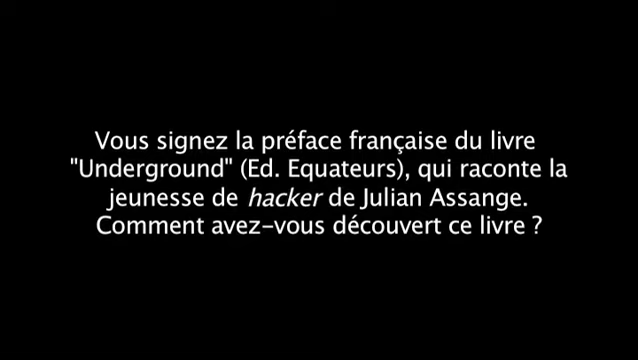 Vous signez la préface française du livre
"Underground" (Ed. Equateurs), qui raconte la
jeunesse de hacker de Julian Assange.
Comment avez-vous découvert ce livre ?